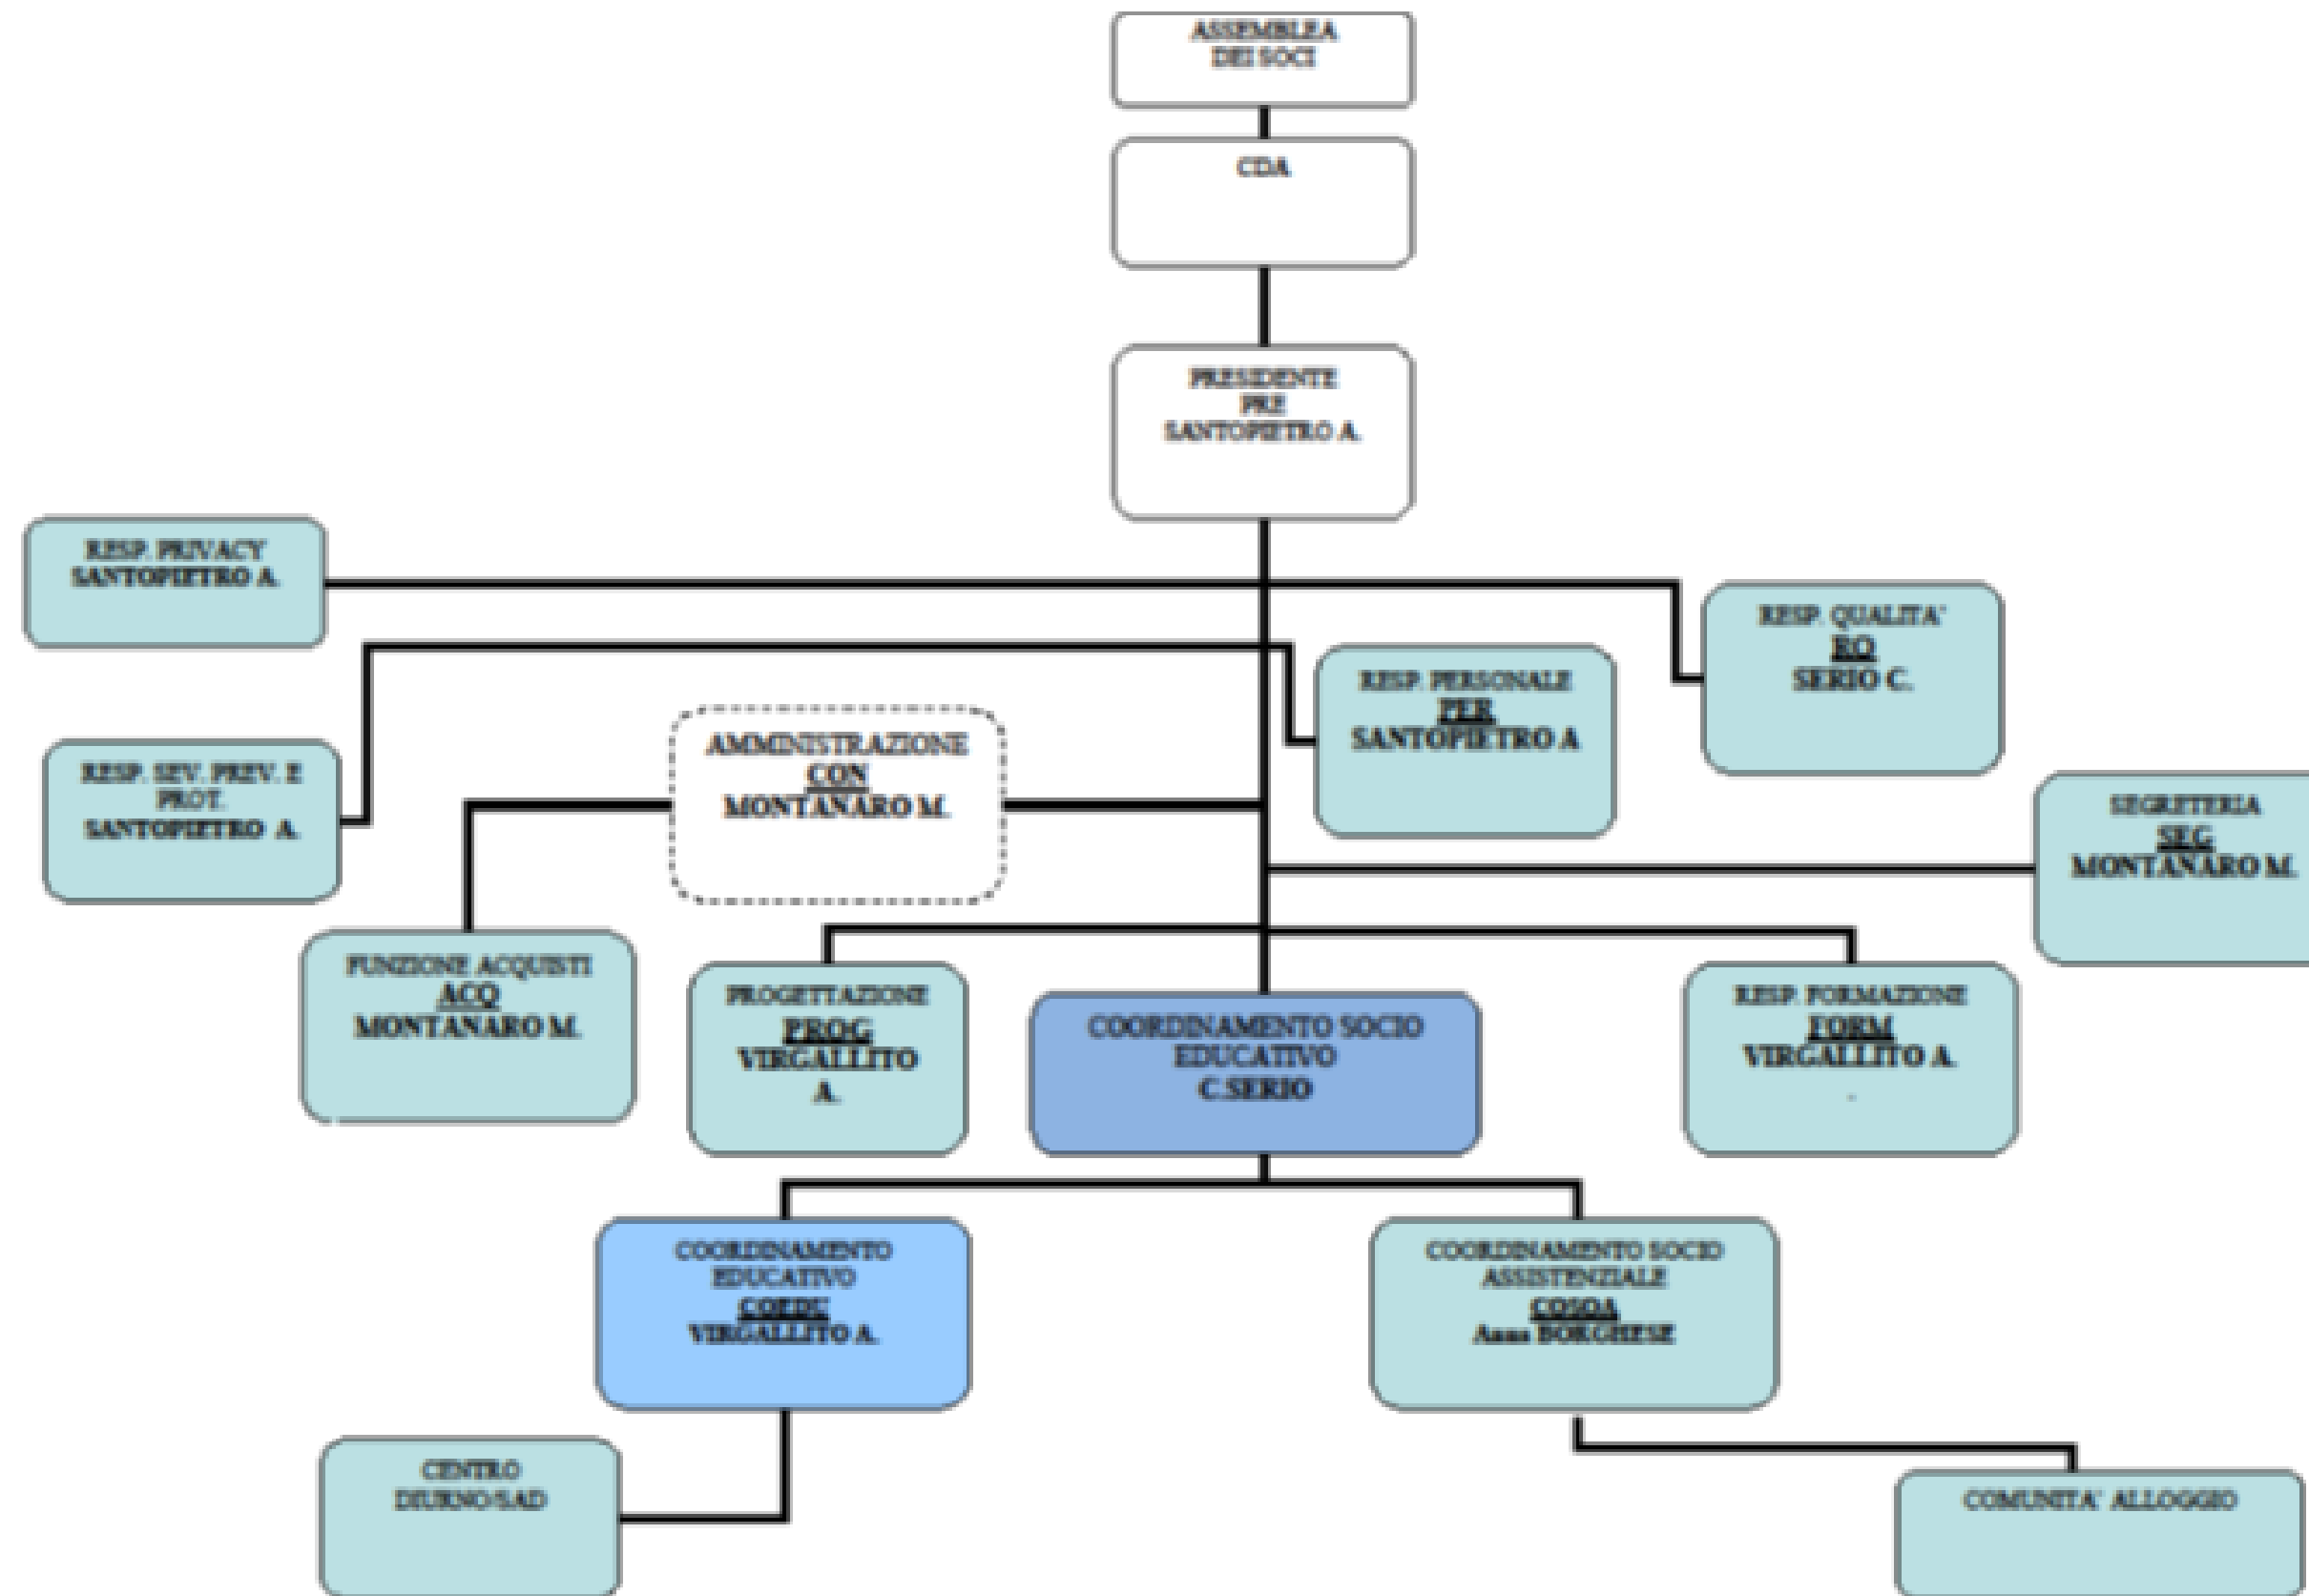 ASSEMBLEA
DEI SOCI
CDA
PRESIDENTE
PRE
SANTOPIETRO A.
RESP. PRIVACY
SANTOPIETRO A.
RESP. QUALITA'
RQ
SERIO C.
RESP. PERSONALE
PER
SANTOPIETRO A
AMMINISTRAZIONE
CON
MONTANARO M.
RESP. SEV. PREV. E
PROT.
SANTOPIETRO A.
SEGRETERIA
SEG
MONTANARO M.
FUNZIONE ACQUISTI
ACQ
MONTANARO M.
PROGETTAZIONE
PROG
VIRGALLITO
A.
COORDINAMENTO SOCIO
EDUCATIVO
C.SERIO
RESP. FORMAZIONE
FORM
VIRGALLITO A.
.
COORDINAMENTO
EDUCATIVO
COEDU
VIRGALLITO A.
COORDINAMENTO SOCIO
ASSISTENZIALE
COSOA
Anna BORGHESE
CENTRO
DIURNO/SAD
COMUNITA' ALLOGGIO